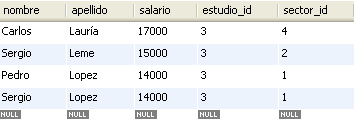 nombre apellido salario estudio_id sector_id
Carlos Lauría 17000 3 4
Sergio Leme 15000 3 2
Pedro Lopez 14000 3 1
Sergio Lopez 14000 3 1
NULL NULL NULL NULL NULL